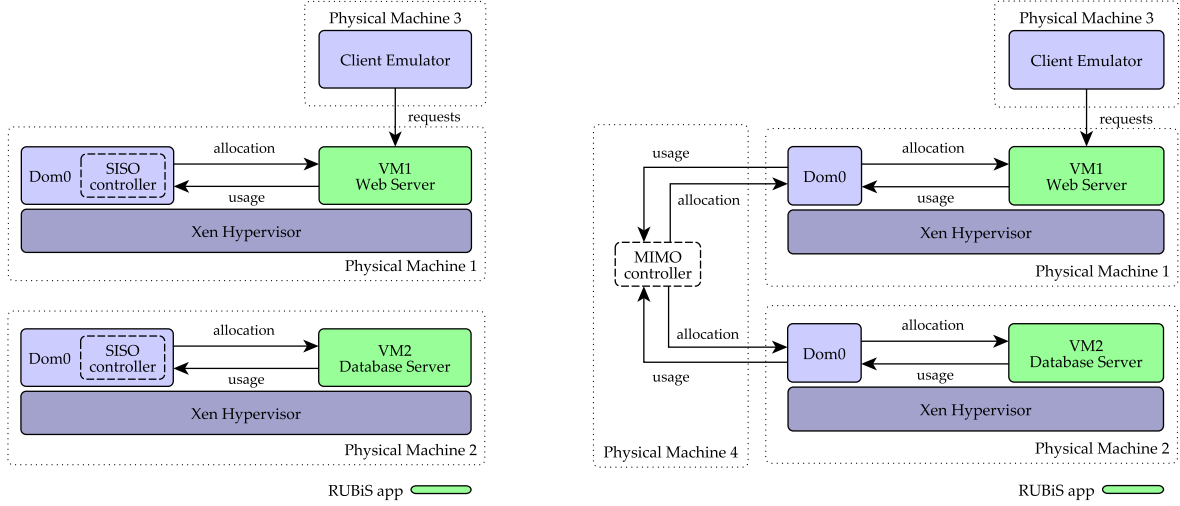 Physical Machine 3
Client Emulator
requests
Dom0
SISO
controller
allocation
usage
VM1
Web Server
Xen Hypervisor
Physical Machine 1
Dom0
SISO
controller
allocation
usage
VM2
Database Server
Xen Hypervisor
Physical Machine 2
RUBiS app
Physical Machine 3
Client Emulator
requests
usage
allocation
MIMO
controller
allocation
usage
Physical Machine 4
Dom0
allocation
usage
VM1
Web Server
Xen Hypervisor
Physical Machine 1
Dom0
allocation
usage
VM2
Database Server
Xen Hypervisor
Physical Machine 2
RUBiS app